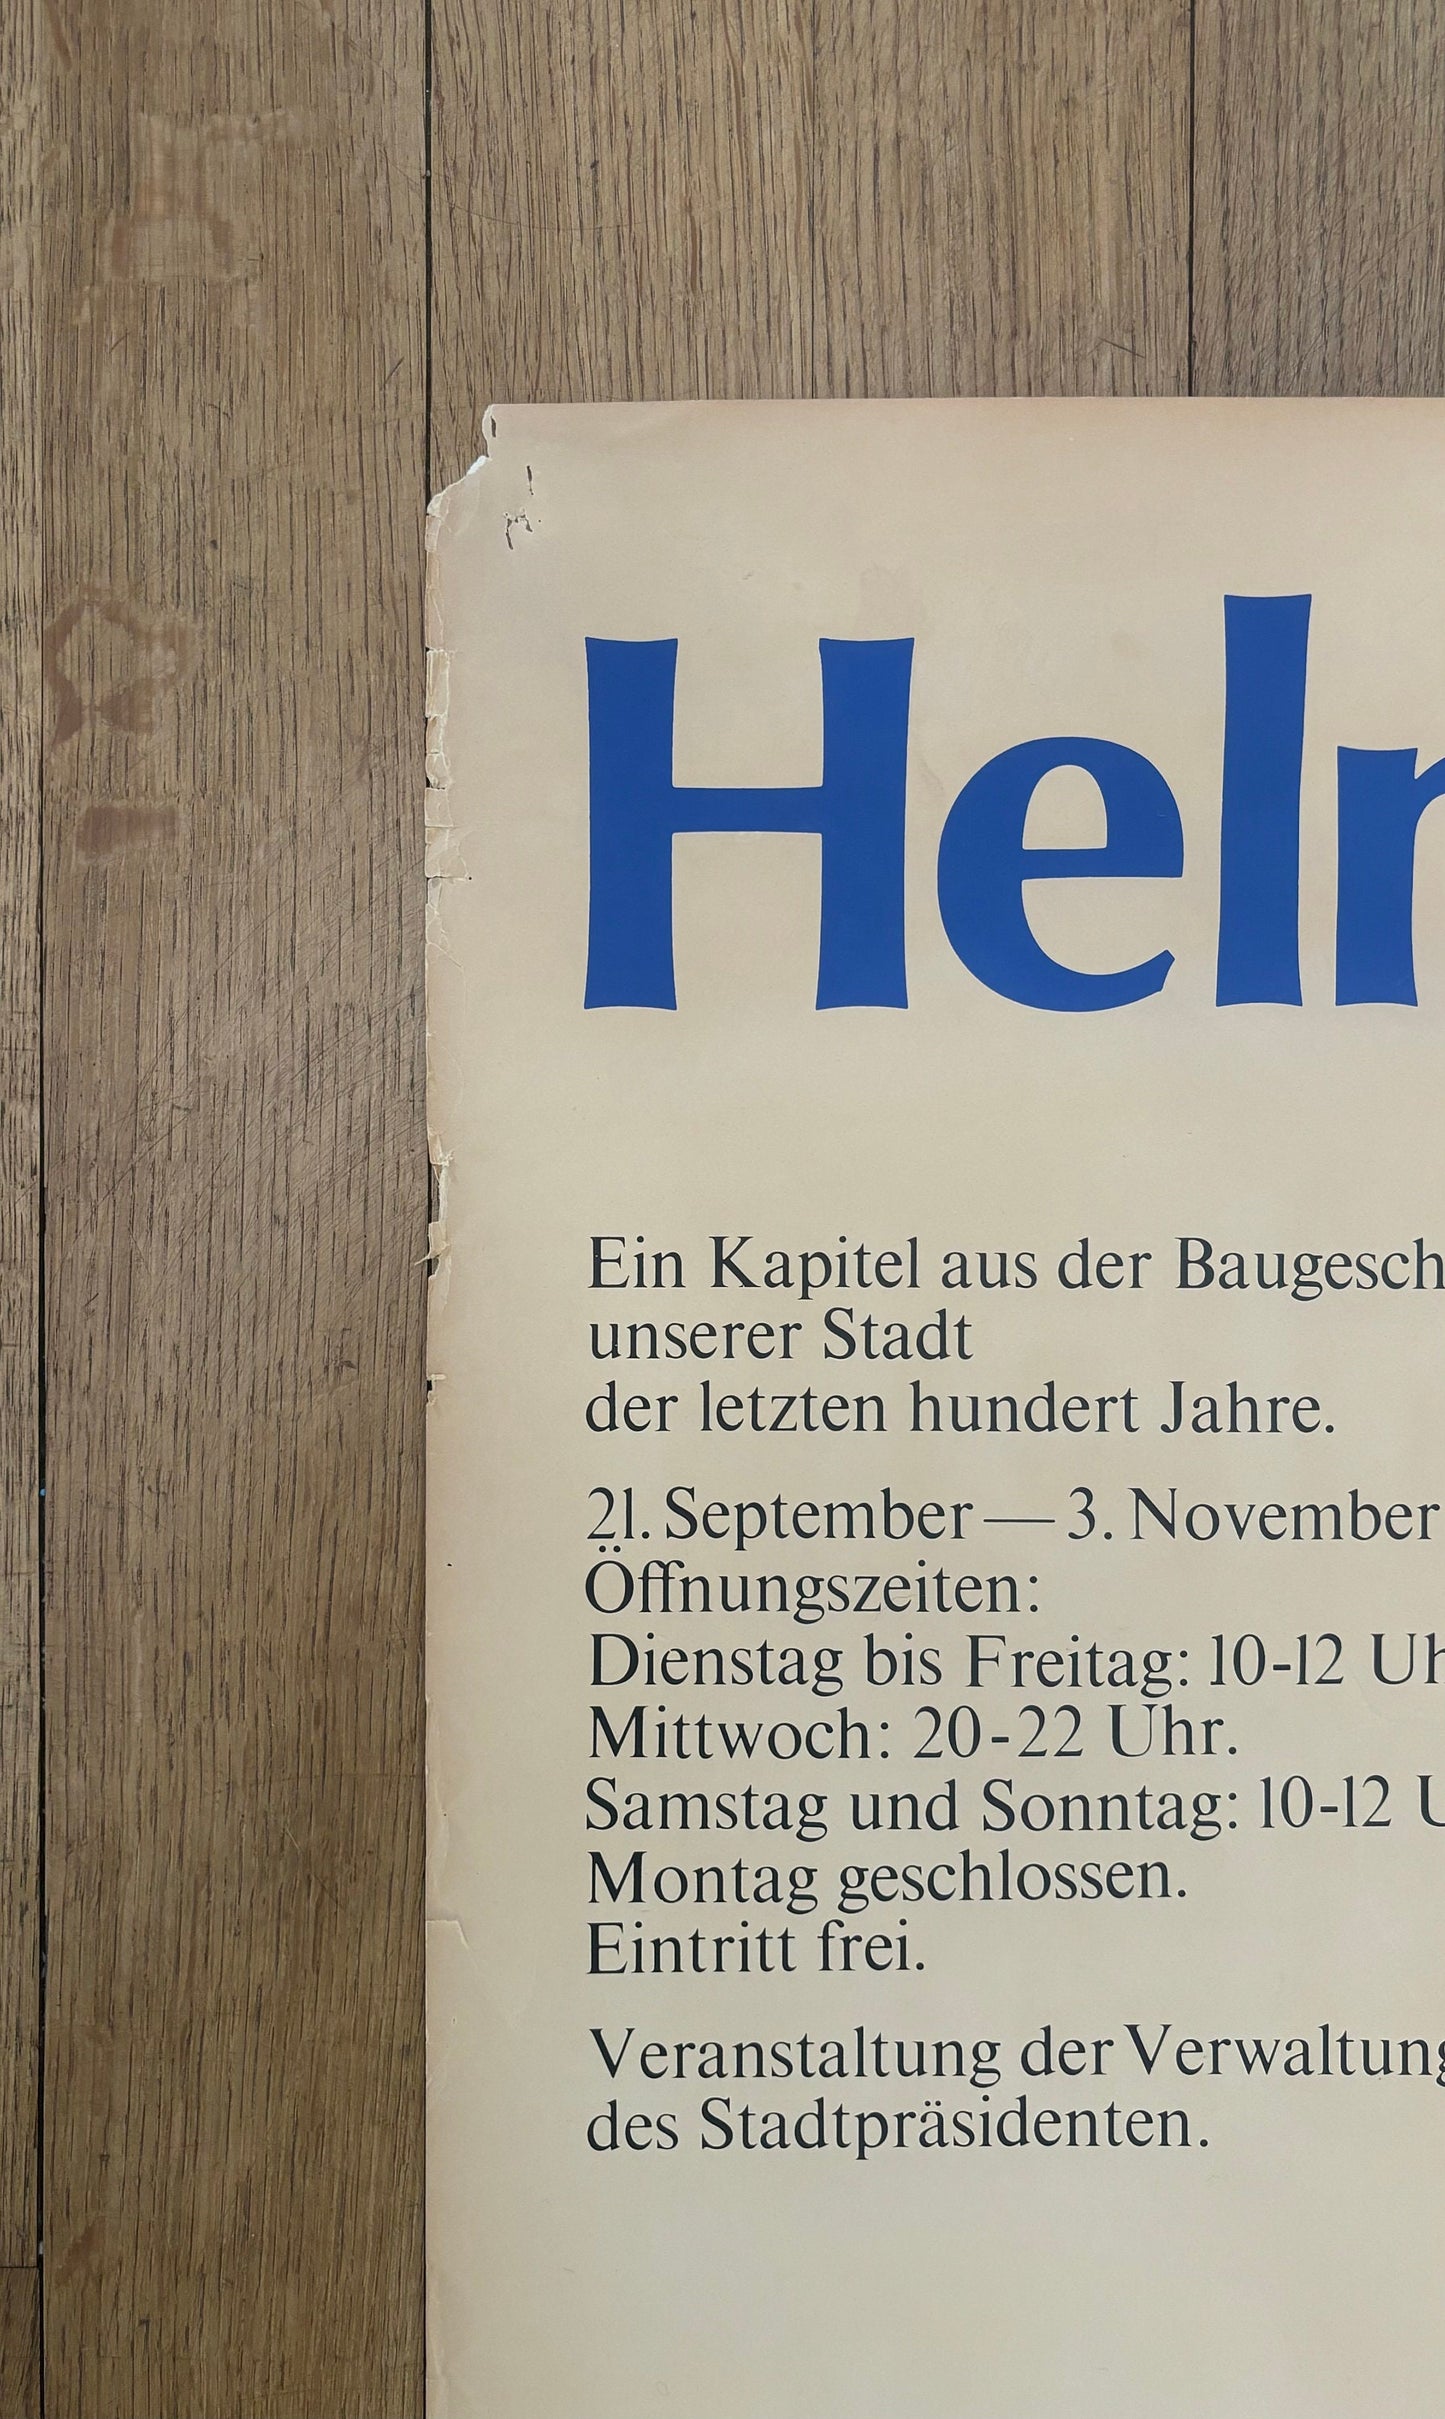 Helm
Ein Kapitel aus der Baugesch
unserer Stadt
der letzten hundert Jahre.
21. September — 3. November
Öffnungszeiten:
Dienstag bis Freitag: 10-12 Uh
Mittwoch: 20-22 Uhr.
Samstag und Sonntag: 10-12 U
Montag geschlossen.
Eintritt frei.
Veranstaltung der Verwaltung
des Stadtpräsidenten.